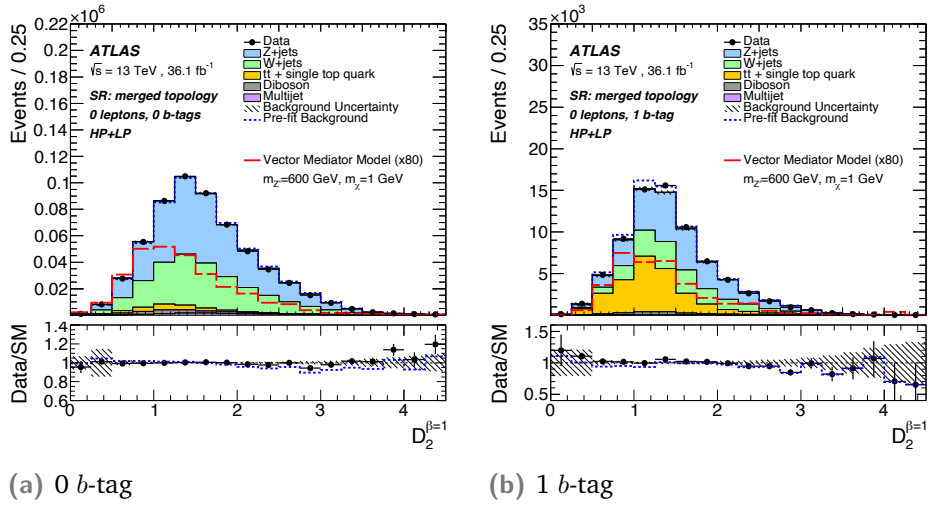 ×10⁶
Events / 0.25
0.22
0.2
0.18
0.16
0.14
0.12
0.1
0.08
0.06
0.04
0.02
ATLAS
√s = 13 TeV , 36.1 fb⁻¹
SR: merged topology
0 leptons, 0 b-tags
HP+LP
Data
Z+jets
W+jets
tt̄ + single top quark
Diboson
Multijet
Background Uncertainty
Pre-fit Background
Vector Mediator Model (x80)
m_Z'=600 GeV, m_χ=1 GeV
Data/SM
1.4
1.2
1.0
0.8
0.6
0 1 2 3 4
D₂^β=1
(a) 0 b-tag
×10³
Events / 0.25
35
30
25
20
15
10
5
ATLAS
√s = 13 TeV , 36.1 fb⁻¹
SR: merged topology
0 leptons, 1 b-tag
HP+LP
Data
Z+jets
W+jets
tt̄ + single top quark
Diboson
Multijet
Background Uncertainty
Pre-fit Background
Vector Mediator Model (x80)
m_Z'=600 GeV, m_χ=1 GeV
Data/SM
1.5
1.0
0.5
0 1 2 3 4
D₂^β=1
(b) 1 b-tag